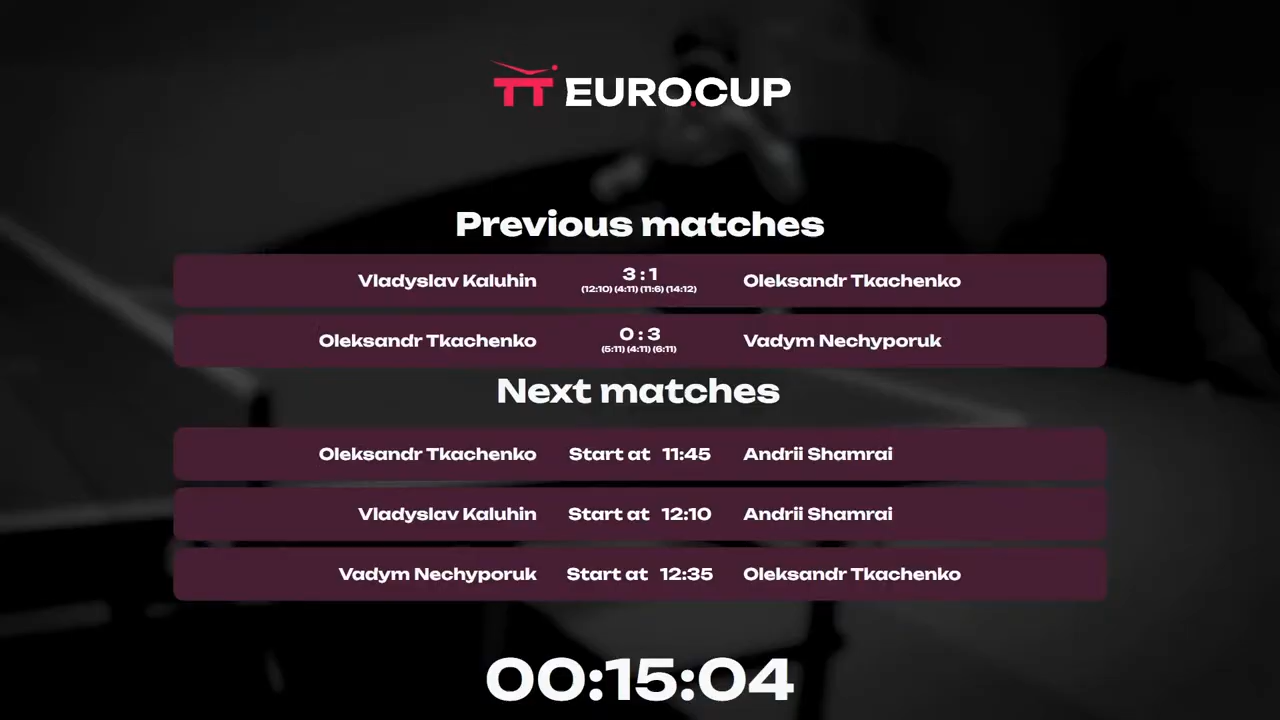 TT EURO.CUP
Previous matches
Vladyslav Kaluhin 3 : 1 Oleksandr Tkachenko
(12:10) (4:11) (11:6) (14:12)
Oleksandr Tkachenko 0 : 3 Vadym Nechyporuk
(5:11) (4:11) (6:11)
Next matches
Oleksandr Tkachenko Start at 11:45 Andrii Shamrai
Vladyslav Kaluhin Start at 12:10 Andrii Shamrai
Vadym Nechyporuk Start at 12:35 Oleksandr Tkachenko
00:15:04